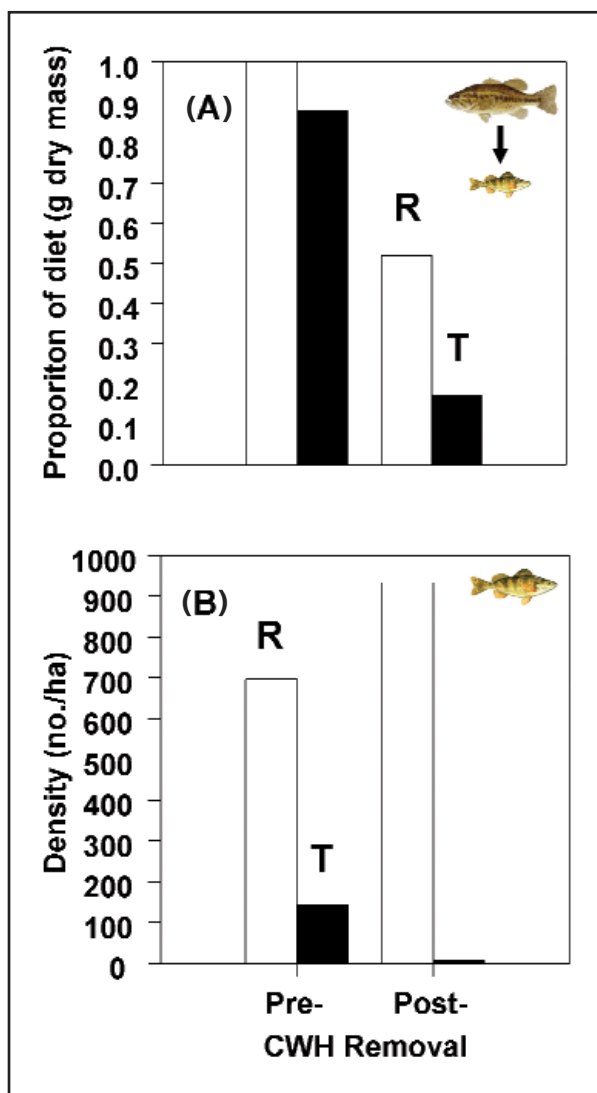 Proporiton of diet (g dry mass)
1.0
0.9
0.8
0.7
0.6
0.5
0.4
0.3
0.2
0.1
0.0
(A)
R
T
Density (no./ha)
1000
900
800
700
600
500
400
300
200
100
0
(B)
R
T
Pre- Post-
CWH Removal